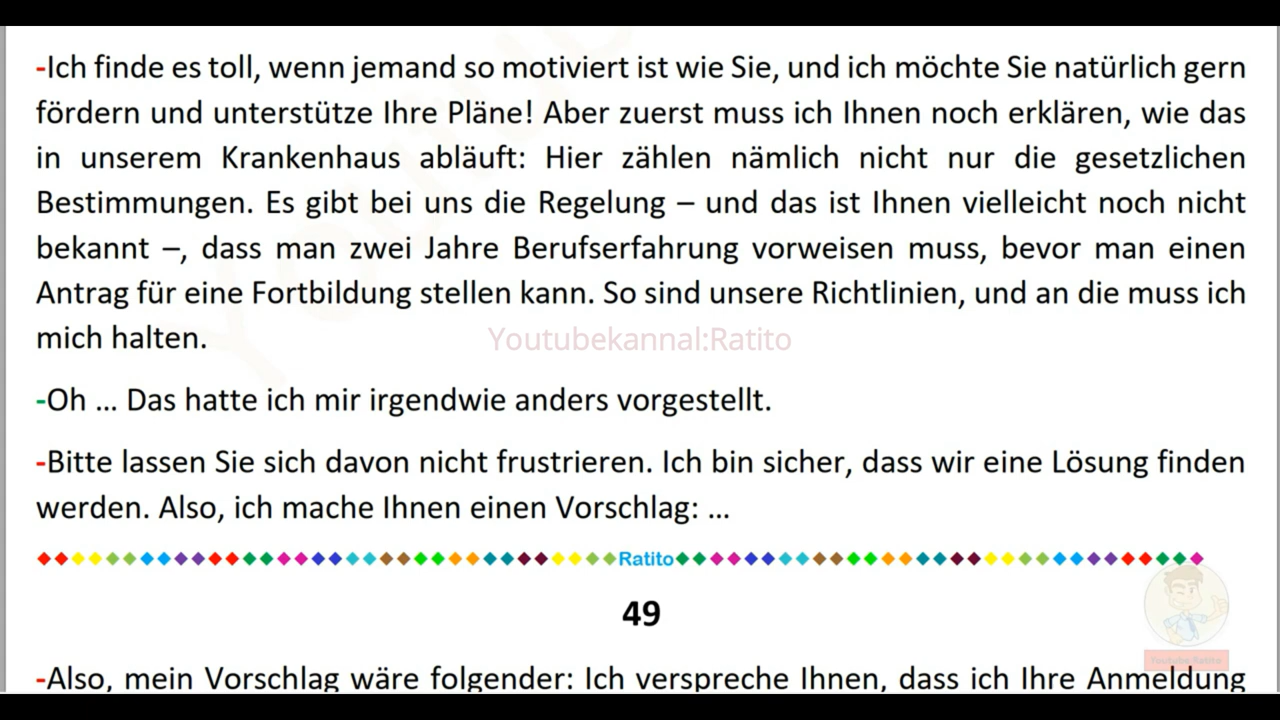 -Ich finde es toll, wenn jemand so motiviert ist wie Sie, und ich möchte Sie natürlich gern
fördern und unterstütze Ihre Pläne! Aber zuerst muss ich Ihnen noch erklären, wie das
in unserem Krankenhaus abläuft: Hier zählen nämlich nicht nur die gesetzlichen
Bestimmungen. Es gibt bei uns die Regelung – und das ist Ihnen vielleicht noch nicht
bekannt –, dass man zwei Jahre Berufserfahrung vorweisen muss, bevor man einen
Antrag für eine Fortbildung stellen kann. So sind unsere Richtlinien, und an die muss ich
mich halten.
Youtubekannal:Ratito
-Oh ... Das hatte ich mir irgendwie anders vorgestellt.
-Bitte lassen Sie sich davon nicht frustrieren. Ich bin sicher, dass wir eine Lösung finden
werden. Also, ich mache Ihnen einen Vorschlag: ...
Ratito
49
Youtube:Ratito
-Also, mein Vorschlag wäre folgender: Ich verspreche Ihnen, dass ich Ihre Anmeldung